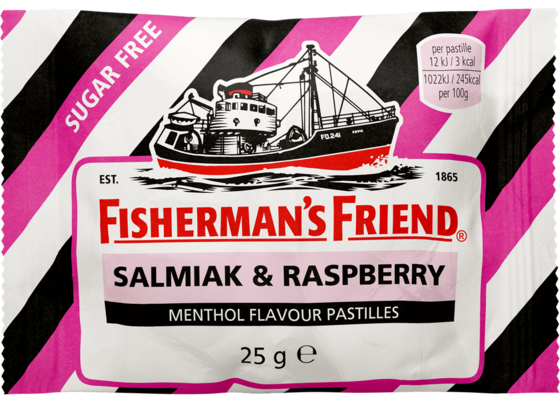 SUGAR FREE
per pastille
12 kJ / 3 kcal
1022kJ / 245kcal
per 100g
FD.241
EST.
1865
FISHERMAN'S FRIEND®
SALMIAK & RASPBERRY
MENTHOL FLAVOUR PASTILLES
25 g ℮